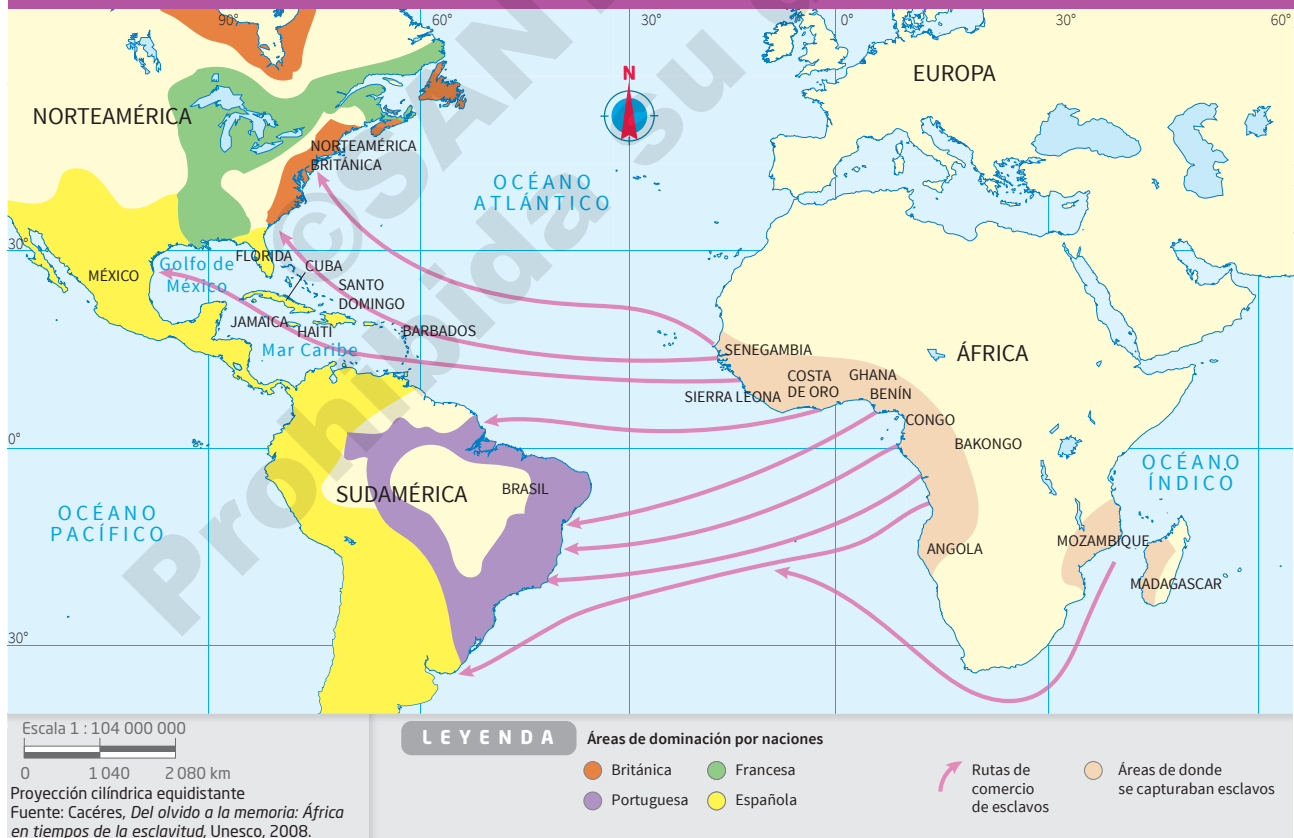 90°
60°
30°
0°
30°
60°
N
EUROPA
NORTEAMÉRICA
NORTEAMÉRICA
BRITÁNICA
OCÉANO
ATLÁNTICO
30°
FLORIDA
Golfo de
México
MÉXICO
CUBA
SANTO
DOMINGO
JAMAICA
HAITÍ
BARBADOS
Mar Caribe
SENEGAMBIA
ÁFRICA
COSTA
DE ORO
GHANA
SIERRA LEONA
BENÍN
CONGO
BAKONGO
0°
OCÉANO
ÍNDICO
SUDAMÉRICA
BRASIL
OCÉANO
PACÍFICO
ANGOLA
MOZAMBIQUE
MADAGASCAR
30°
©SANT
Prohibida su
Escala 1 : 104 000 000
0 1 040 2 080 km
Proyección cilíndrica equidistante
Fuente: Cacéres, Del olvido a la memoria: África
en tiempos de la esclavitud, Unesco, 2008.
LEYENDA
Áreas de dominación por naciones
Británica
Francesa
Portuguesa
Española
Rutas de
comercio
de esclavos
Áreas de donde
se capturaban esclavos